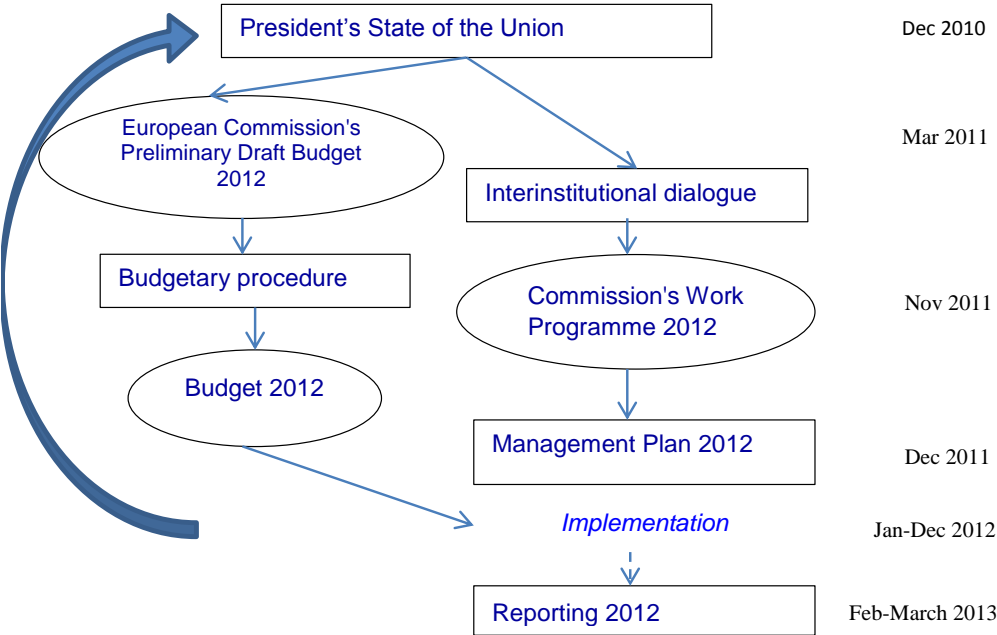 President’s State of the Union
Dec 2010
European Commission's
Preliminary Draft Budget
2012
Mar 2011
Interinstitutional dialogue
Budgetary procedure
Commission's Work
Programme 2012
Nov 2011
Budget 2012
Management Plan 2012
Dec 2011
Implementation
Jan-Dec 2012
Reporting 2012
Feb-March 2013